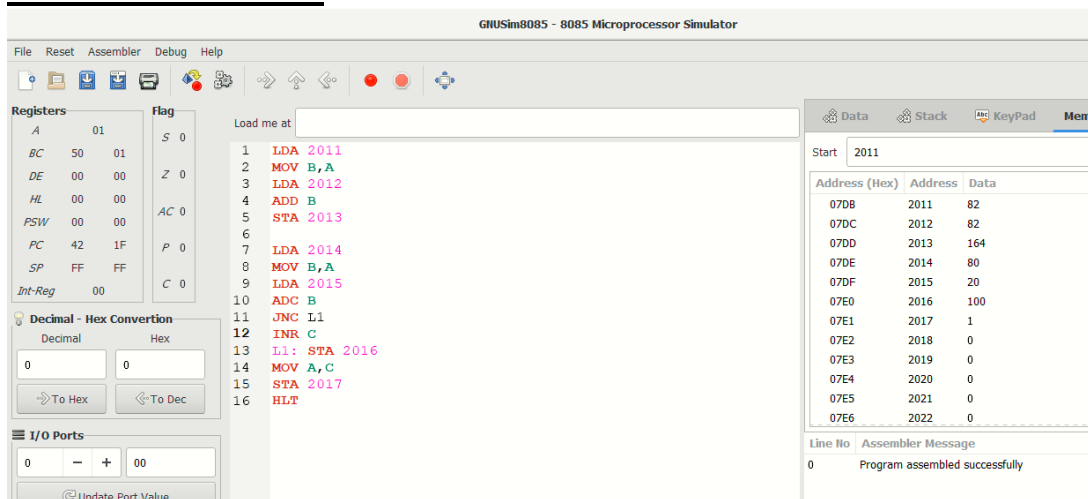 GNUSim8085 - 8085 Microprocessor Simulator
File Reset Assembler Debug Help
Registers
A 01
BC 50 01
DE 00 00
HL 00 00
PSW 00 00
PC 42 1F
SP FF FF
Int-Reg 00
Flag
S 0
Z 0
AC 0
P 0
C 0
Decimal - Hex Convertion
Decimal Hex
0 0
To Hex To Dec
I/O Ports
0 − + 00
Update Port Value
Load me at
1 LDA 2011
2 MOV B,A
3 LDA 2012
4 ADD B
5 STA 2013
6
7 LDA 2014
8 MOV B,A
9 LDA 2015
10 ADC B
11 JNC L1
12 INR C
13 L1: STA 2016
14 MOV A,C
15 STA 2017
16 HLT
Data Stack Abc KeyPad Mem
Start 2011
Address (Hex) Address Data
07DB 2011 82
07DC 2012 82
07DD 2013 164
07DE 2014 80
07DF 2015 20
07E0 2016 100
07E1 2017 1
07E2 2018 0
07E3 2019 0
07E4 2020 0
07E5 2021 0
07E6 2022 0
Line No Assembler Message
0 Program assembled successfully